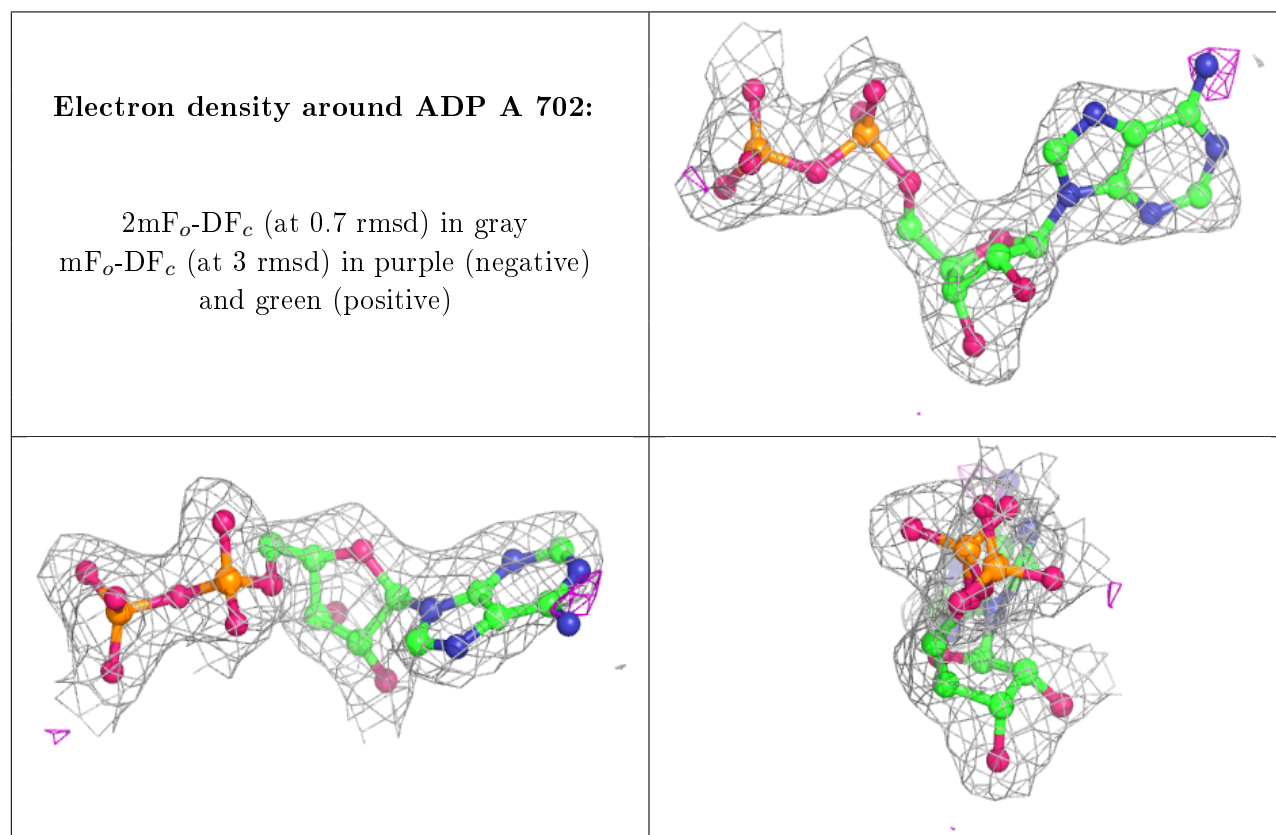 Electron density around ADP A 702:
2mFₒ-DF𝒸 (at 0.7 rmsd) in gray
mFₒ-DF𝒸 (at 3 rmsd) in purple (negative)
and green (positive)